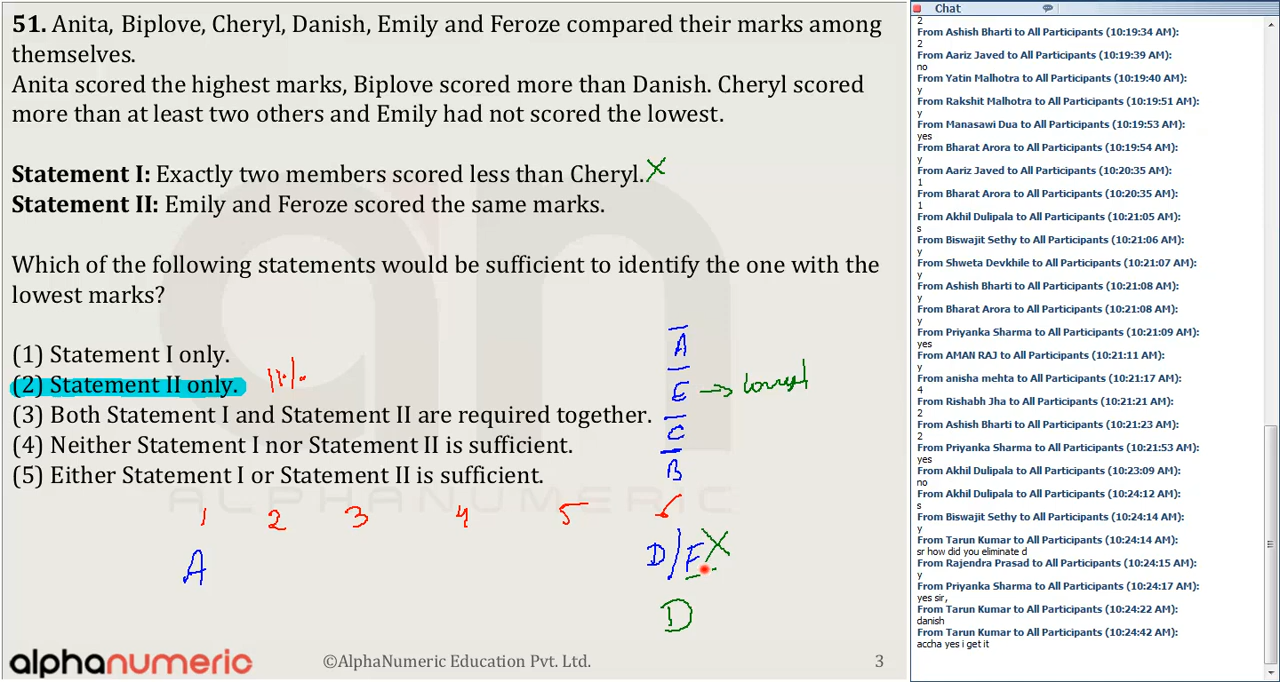 51. Anita, Biplove, Cheryl, Danish, Emily and Feroze compared their marks among
themselves.
Anita scored the highest marks, Biplove scored more than Danish. Cheryl scored
more than at least two others and Emily had not scored the lowest.
Statement I: Exactly two members scored less than Cheryl. X
Statement II: Emily and Feroze scored the same marks.
Which of the following statements would be sufficient to identify the one with the
lowest marks?
(1) Statement I only.
(2) Statement II only. 11%
(3) Both Statement I and Statement II are required together.
(4) Neither Statement I nor Statement II is sufficient.
(5) Either Statement I or Statement II is sufficient.
A
E → lowest
C
B
1 2 3 4 5 6
A D/F X
D
ALPHANUMERIC
alphanumeric
©AlphaNumeric Education Pvt. Ltd.
3
Chat
2
From Ashish Bharti to All Participants (10:19:34 AM):
2
From Aariz Javed to All Participants (10:19:39 AM):
no
From Yatin Malhotra to All Participants (10:19:40 AM):
y
From Rakshit Malhotra to All Participants (10:19:51 AM):
y
From Manasawi Dua to All Participants (10:19:53 AM):
yes
From Bharat Arora to All Participants (10:19:54 AM):
y
From Aariz Javed to All Participants (10:20:35 AM):
1
From Bharat Arora to All Participants (10:20:35 AM):
1
From Akhil Dulipala to All Participants (10:21:05 AM):
s
From Biswajit Sethy to All Participants (10:21:06 AM):
y
From Shweta Devkhile to All Participants (10:21:07 AM):
y
From Ashish Bharti to All Participants (10:21:08 AM):
y
From Bharat Arora to All Participants (10:21:08 AM):
y
From Priyanka Sharma to All Participants (10:21:09 AM):
yes
From AMAN RAJ to All Participants (10:21:11 AM):
y
From anisha mehta to All Participants (10:21:17 AM):
4
From Rishabh Jha to All Participants (10:21:21 AM):
2
From Ashish Bharti to All Participants (10:21:23 AM):
2
From Priyanka Sharma to All Participants (10:21:53 AM):
yes
From Akhil Dulipala to All Participants (10:23:09 AM):
no
From Akhil Dulipala to All Participants (10:24:12 AM):
s
From Biswajit Sethy to All Participants (10:24:14 AM):
y
From Tarun Kumar to All Participants (10:24:14 AM):
sr how did you eliminate d
From Rajendra Prasad to All Participants (10:24:15 AM):
y
From Priyanka Sharma to All Participants (10:24:17 AM):
yes sir,
From Tarun Kumar to All Participants (10:24:22 AM):
danish
From Tarun Kumar to All Participants (10:24:42 AM):
accha yes i get it